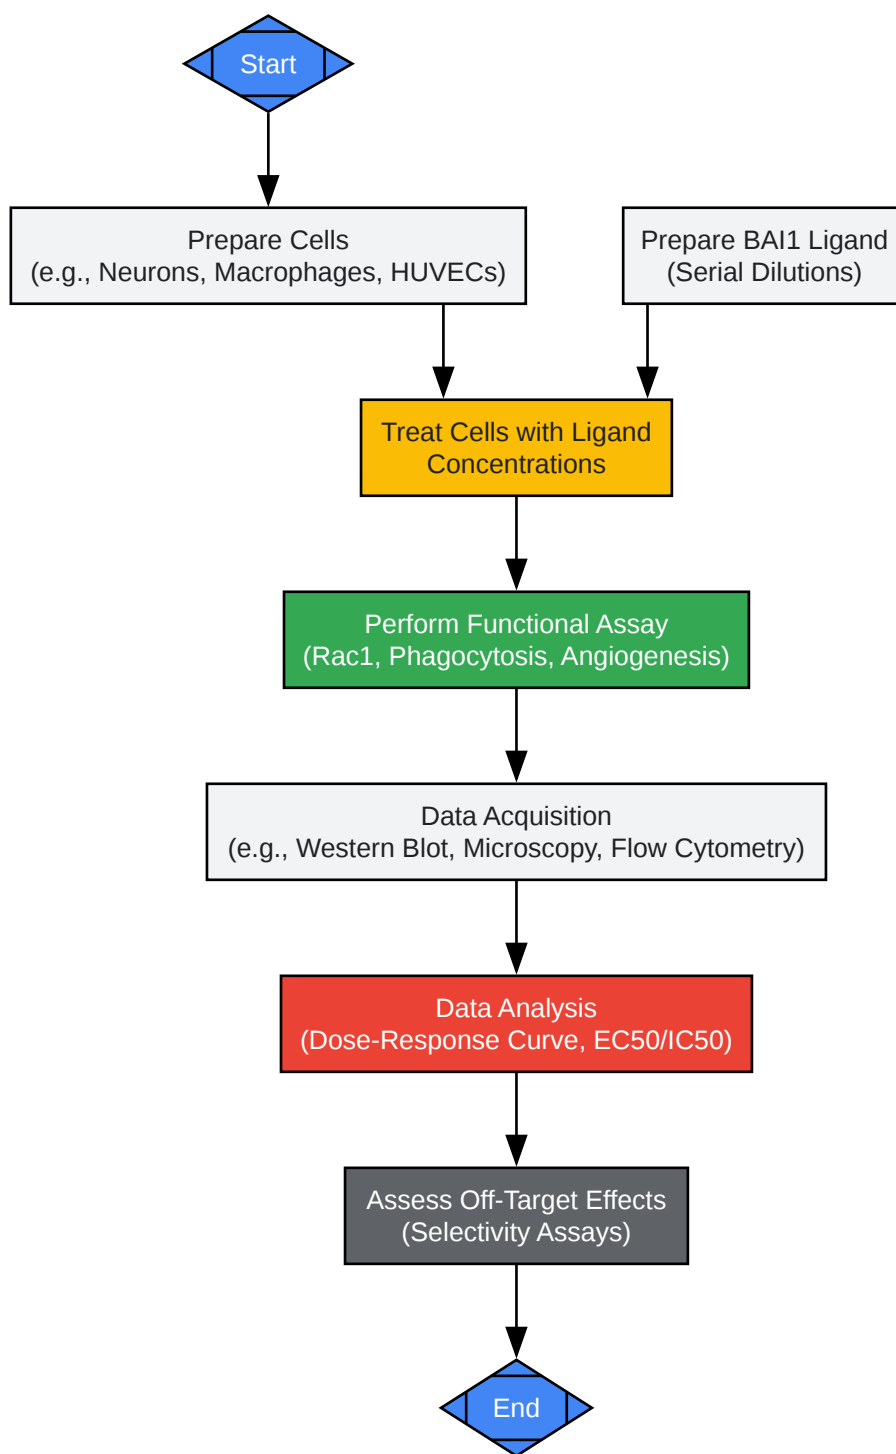 Start
Prepare Cells
(e.g., Neurons, Macrophages, HUVECs)
Prepare BAI1 Ligand
(Serial Dilutions)
Treat Cells with Ligand
Concentrations
Perform Functional Assay
(Rac1, Phagocytosis, Angiogenesis)
Data Acquisition
(e.g., Western Blot, Microscopy, Flow Cytometry)
Data Analysis
(Dose-Response Curve, EC50/IC50)
Assess Off-Target Effects
(Selectivity Assays)
End